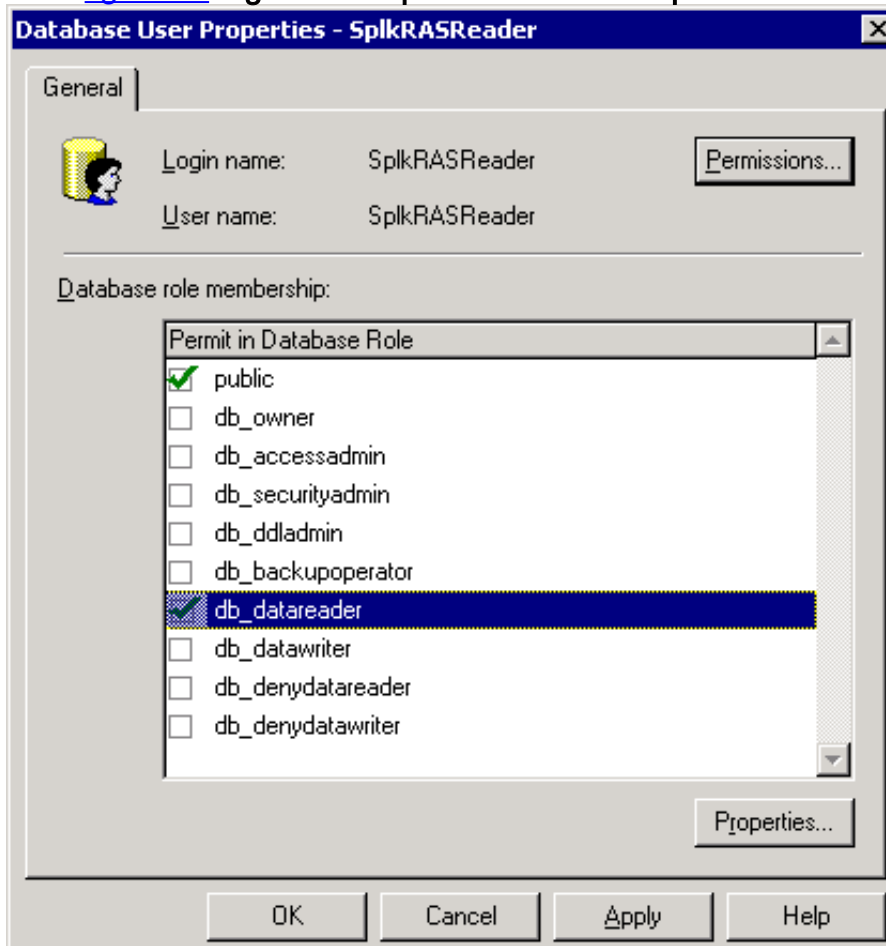 Database User Properties - SplkRASReader
General
Login name: SplkRASReader Permissions...
User name: SplkRASReader
Database role membership:
Permit in Database Role
public
db_owner
db_accessadmin
db_securityadmin
db_ddladmin
db_backupoperator
db_datareader
db_datawriter
db_denydatareader
db_denydatawriter
Properties...
OK Cancel Apply Help